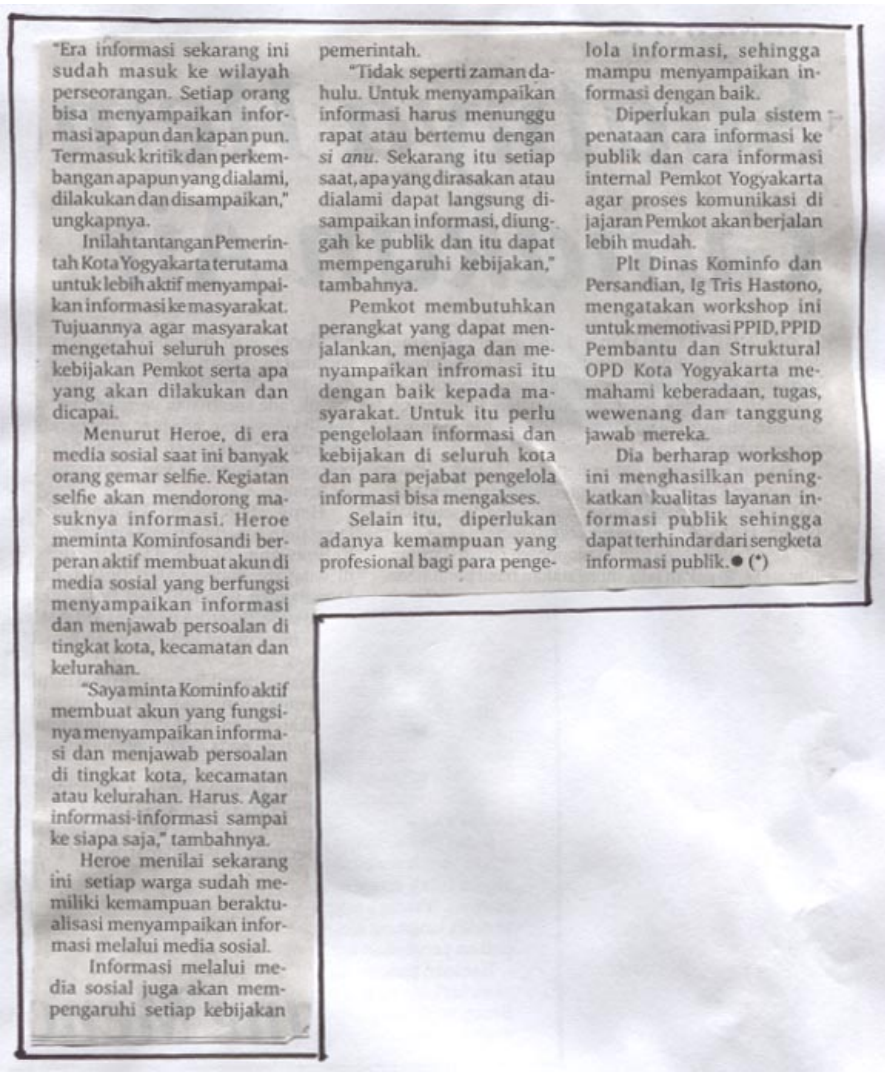 "Era informasi sekarang ini
sudah masuk ke wilayah
perseorangan. Setiap orang
bisa menyampaikan infor-
masi apapun dan kapan pun.
Termasuk kritik dan perkem-
bangan apapun yang dialami,
dilakukan dan disampaikan,"
ungkapnya.
Inilah tantangan Pemerin-
tah Kota Yogyakarta terutama
untuk lebih aktif menyampai-
kan informasi ke masyarakat.
Tujuannya agar masyarakat
mengetahui seluruh proses
kebijakan Pemkot serta apa
yang akan dilakukan dan
dicapai.
Menurut Heroe, di era
media sosial saat ini banyak
orang gemar selfie. Kegiatan
selfie akan mendorong ma-
suknya informasi. Heroe
meminta Kominfosandi ber-
peran aktif membuat akun di
media sosial yang berfungsi
menyampaikan informasi
dan menjawab persoalan di
tingkat kota, kecamatan dan
kelurahan.
"Saya minta Kominfo aktif
membuat akun yang fungsi-
nya menyampaikan informa-
si dan menjawab persoalan
di tingkat kota, kecamatan
atau kelurahan. Harus. Agar
informasi-informasi sampai
ke siapa saja," tambahnya.
Heroe menilai sekarang
ini setiap warga sudah me-
miliki kemampuan beraktu-
alisasi menyampaikan infor-
masi melalui media sosial.
Informasi melalui me-
dia sosial juga akan mem-
pengaruhi setiap kebijakan
pemerintah.
"Tidak seperti zaman da-
hulu. Untuk menyampaikan
informasi harus menunggu
rapat atau bertemu dengan
si anu. Sekarang itu setiap
saat, apa yang dirasakan atau
dialami dapat langsung di-
sampaikan informasi, diung-
gah ke publik dan itu dapat
mempengaruhi kebijakan,"
tambahnya.
Pemkot membutuhkan
perangkat yang dapat men-
jalankan, menjaga dan me-
nyampaikan infromasi itu
dengan baik kepada ma-
syarakat. Untuk itu perlu
pengelolaan informasi dan
kebijakan di seluruh kota
dan para pejabat pengelola
informasi bisa mengakses.
Selain itu, diperlukan
adanya kemampuan yang
profesional bagi para penge-
lola informasi, sehingga
mampu menyampaikan in-
formasi dengan baik.
Diperlukan pula sistem
penataan cara informasi ke
publik dan cara informasi
internal Pemkot Yogyakarta
agar proses komunikasi di
jajaran Pemkot akan berjalan
lebih mudah.
Plt Dinas Kominfo dan
Persandian, Ig Tris Hastono,
mengatakan workshop ini
untuk memotivasi PPID, PPID
Pembantu dan Struktural
OPD Kota Yogyakarta me-
mahami keberadaan, tugas,
wewenang dan tanggung
jawab mereka.
Dia berharap workshop
ini menghasilkan pening-
katkan kualitas layanan in-
formasi publik sehingga
dapat terhindar dari sengketa
informasi publik.● (*)